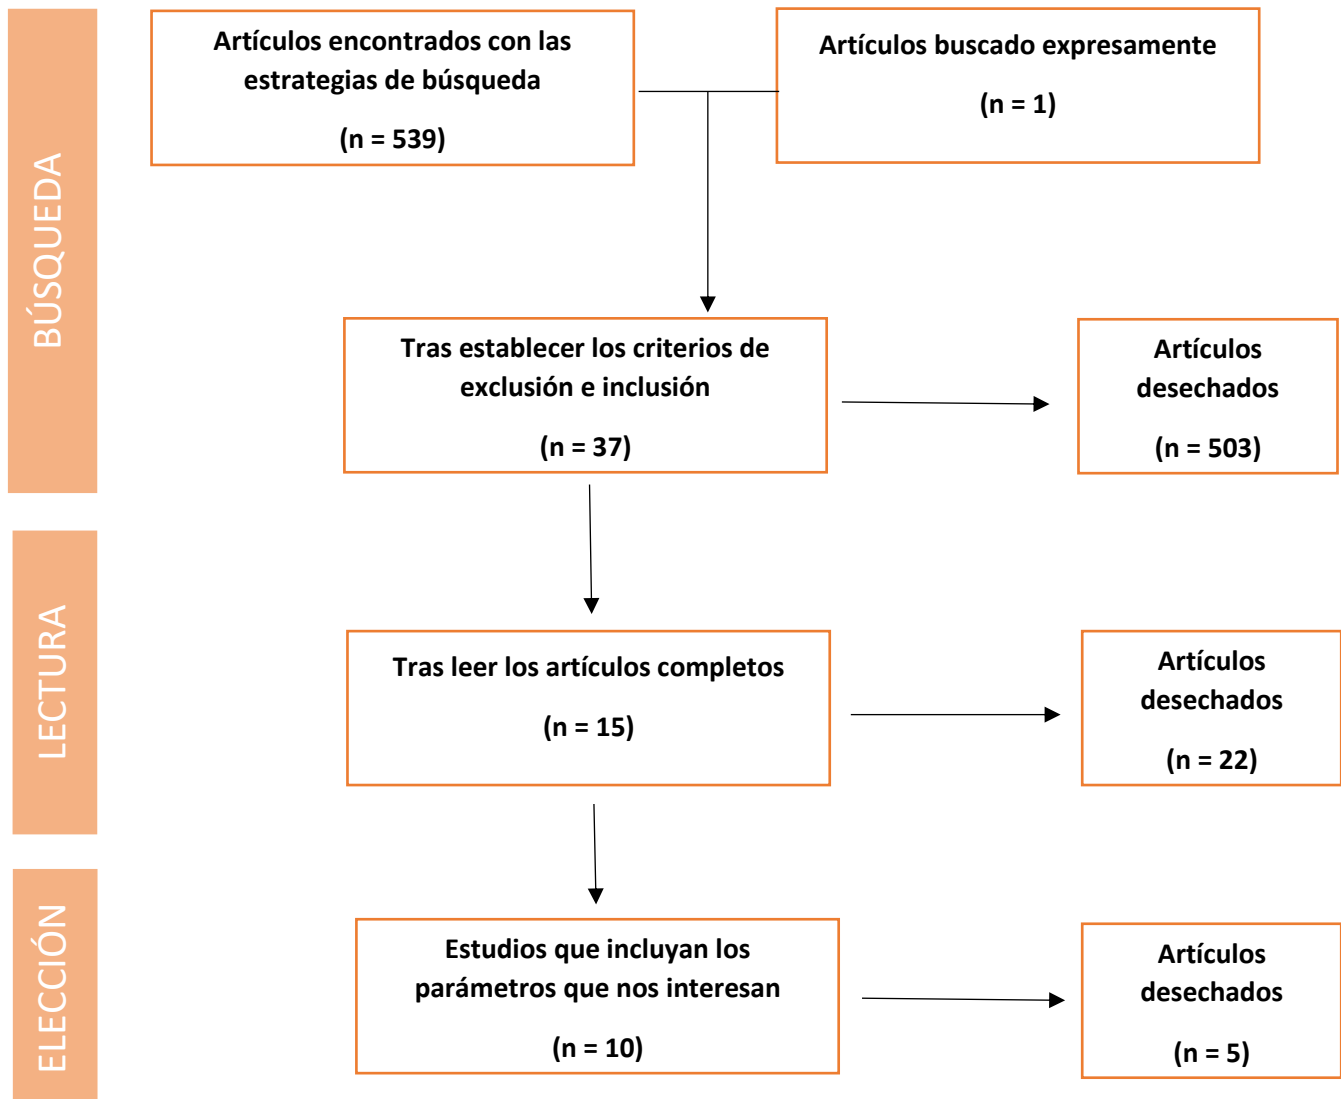 BÚSQUEDA
Artículos encontrados con las
estrategias de búsqueda
(n = 539)
Artículos buscado expresamente
(n = 1)
Tras establecer los criterios de
exclusión e inclusión
(n = 37)
Artículos
desechados
(n = 503)
LECTURA
Tras leer los artículos completos
(n = 15)
Artículos
desechados
(n = 22)
ELECCIÓN
Estudios que incluyan los
parámetros que nos interesan
(n = 10)
Artículos
desechados
(n = 5)